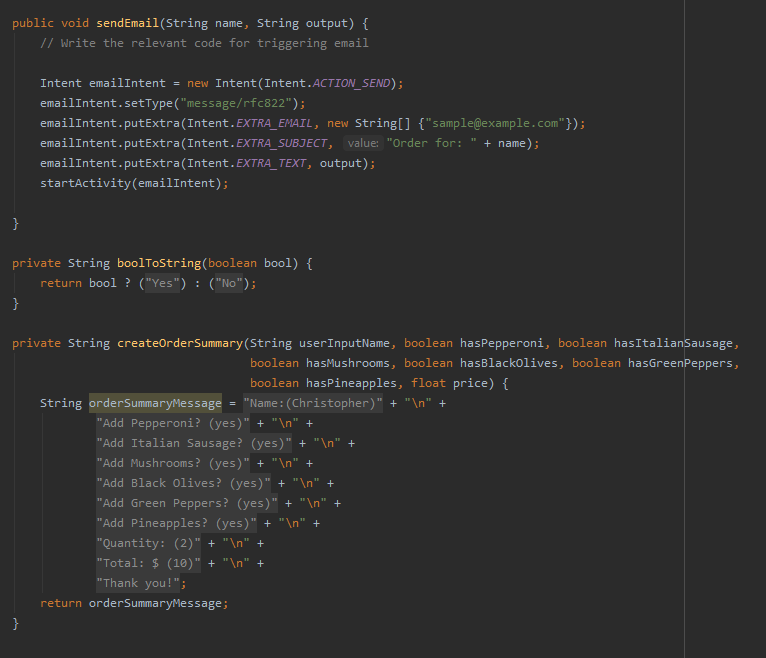 public void sendEmail(String name, String output) {
// Write the relevant code for triggering email
Intent emailIntent = new Intent(Intent.ACTION_SEND);
emailIntent.setType("message/rfc822");
emailIntent.putExtra(Intent.EXTRA_EMAIL, new String[] {"sample@example.com"});
emailIntent.putExtra(Intent.EXTRA_SUBJECT, value: "Order for: " + name);
emailIntent.putExtra(Intent.EXTRA_TEXT, output);
startActivity(emailIntent);
}
private String boolToString(boolean bool) {
return bool ? ("Yes") : ("No");
}
private String createOrderSummary(String userInputName, boolean hasPepperoni, boolean hasItalianSausage,
boolean hasMushrooms, boolean hasBlackOlives, boolean hasGreenPeppers,
boolean hasPineapples, float price) {
String orderSummaryMessage = "Name:(Christopher)" + "\n" +
"Add Pepperoni? (yes)" + "\n" +
"Add Italian Sausage? (yes)" + "\n" +
"Add Mushrooms? (yes)" + "\n" +
"Add Black Olives? (yes)" + "\n" +
"Add Green Peppers? (yes)" + "\n" +
"Add Pineapples? (yes)" + "\n" +
"Quantity: (2)" + "\n" +
"Total: $ (10)" + "\n" +
"Thank you!";
return orderSummaryMessage;
}